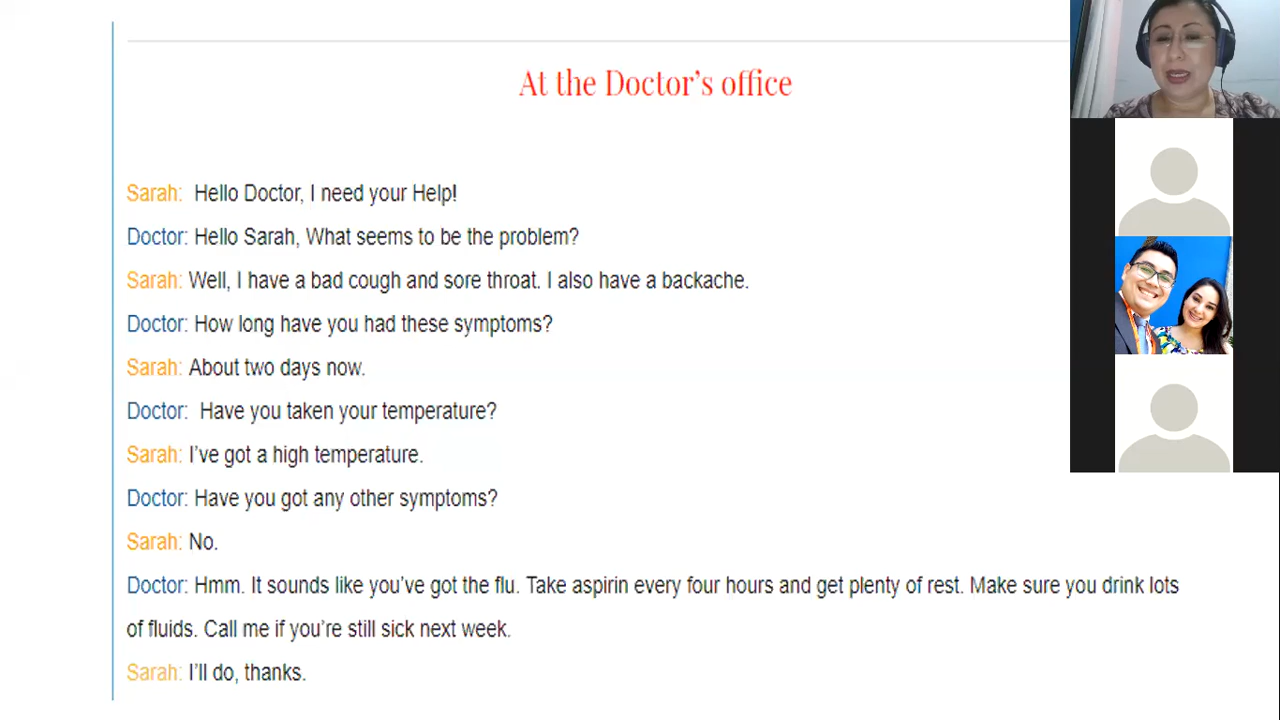 At the Doctor's office
Sarah: Hello Doctor, I need your Help!
Doctor: Hello Sarah, What seems to be the problem?
Sarah: Well, I have a bad cough and sore throat. I also have a backache.
Doctor: How long have you had these symptoms?
Sarah: About two days now.
Doctor: Have you taken your temperature?
Sarah: I've got a high temperature.
Doctor: Have you got any other symptoms?
Sarah: No.
Doctor: Hmm. It sounds like you've got the flu. Take aspirin every four hours and get plenty of rest. Make sure you drink lots
of fluids. Call me if you're still sick next week.
Sarah: I'll do, thanks.